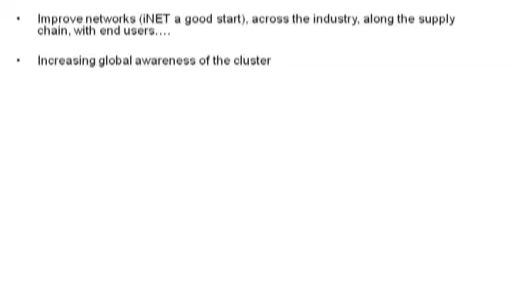 • Improve networks (iNET a good start), across the industry, along the supply
chain, with end users....
• Increasing global awareness of the cluster